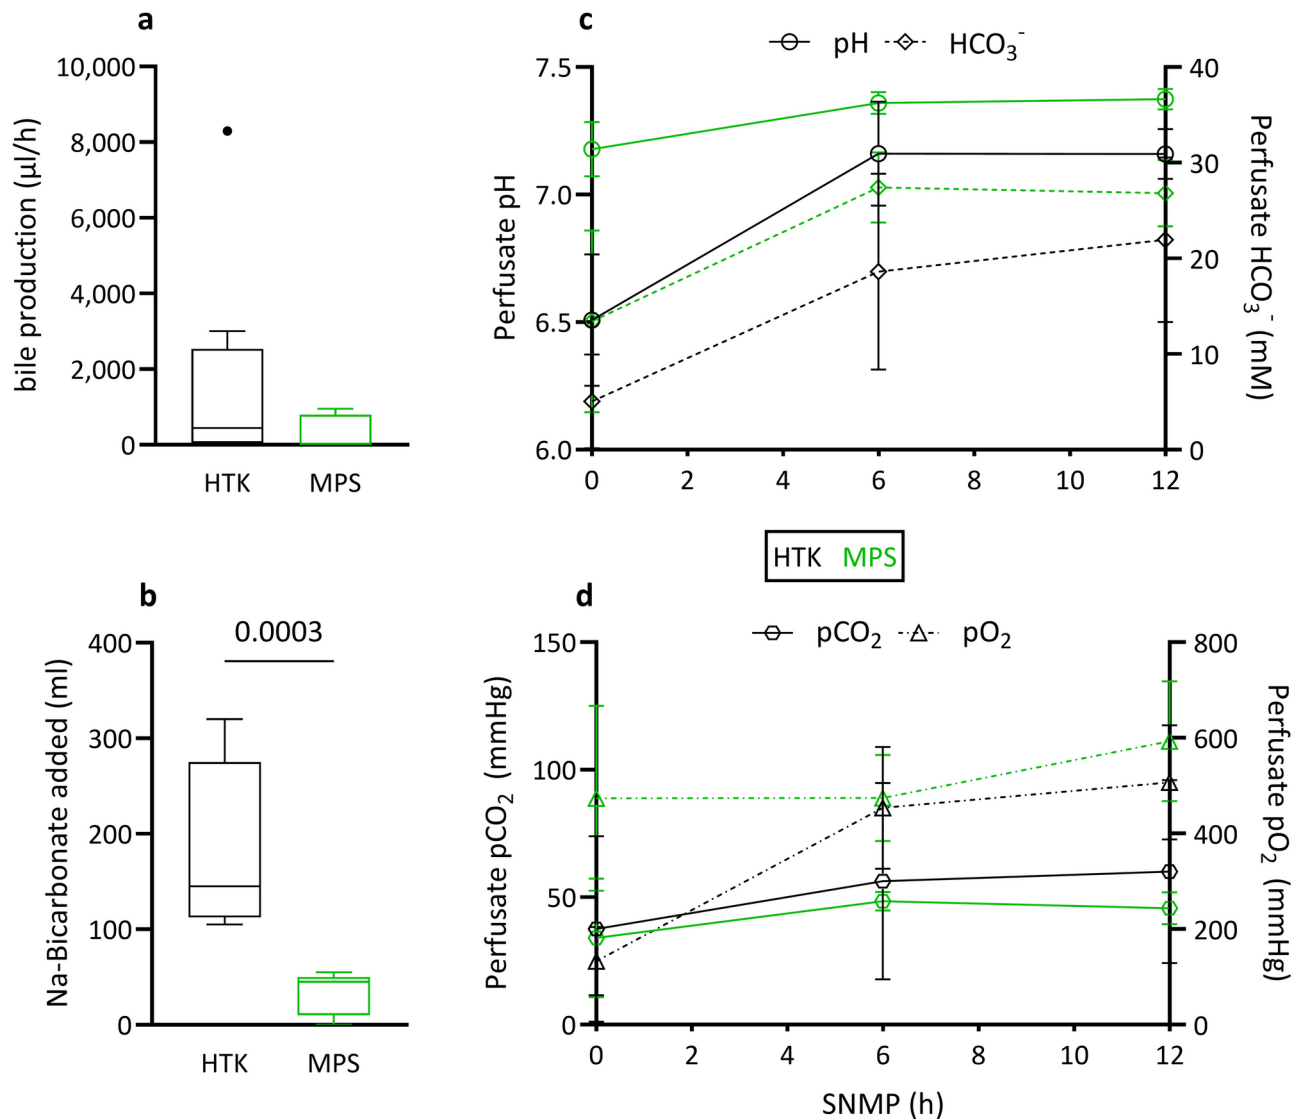 a
bile production (µl/h)
10,000
8,000
6,000
4,000
2,000
0
HTK MPS
c
pH HCO₃⁻
Perfusate pH
7.5
7.0
6.5
6.0
0 2 4 6 8 10 12
40
30
20
10
0
Perfusate HCO₃⁻ (mM)
HTK MPS
b
Na-Bicarbonate added (ml)
400
300
200
100
0
0.0003
HTK MPS
d
pCO₂ pO₂
Perfusate pCO₂ (mmHg)
150
100
50
0
0 2 4 6 8 10 12
SNMP (h)
800
600
400
200
0
Perfusate pO₂ (mmHg)